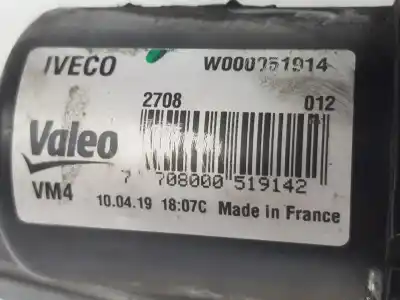 IVECO W000051914
2708 012
Valeo
7 708000 519142
VM4 10.04.19 18:07C Made in France